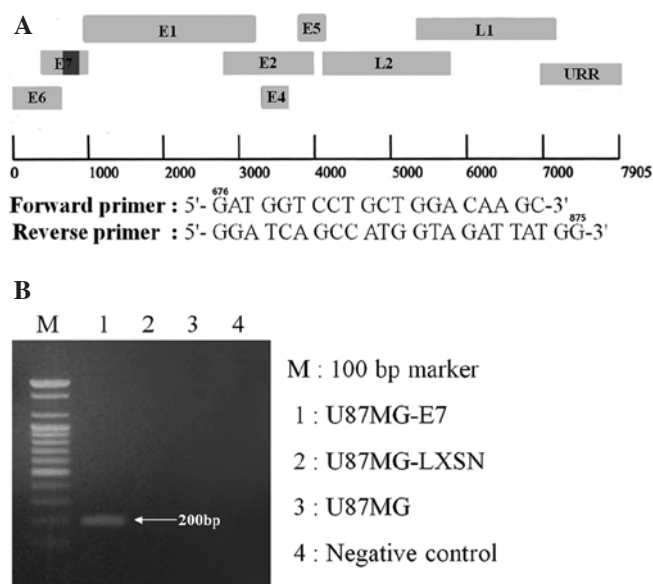 A
E1
E5
L1
E7
E2
L2
URR
E6
E4
0 1000 2000 3000 4000 5000 6000 7000 7905
676
Forward primer : 5'- GAT GGT CCT GCT GGA CAA GC-3'
875
Reverse primer : 5'- GGA TCA GCC ATG GTA GAT TAT GG-3'
B
M 1 2 3 4
200bp
M : 100 bp marker
1 : U87MG-E7
2 : U87MG-LXSN
3 : U87MG
4 : Negative control